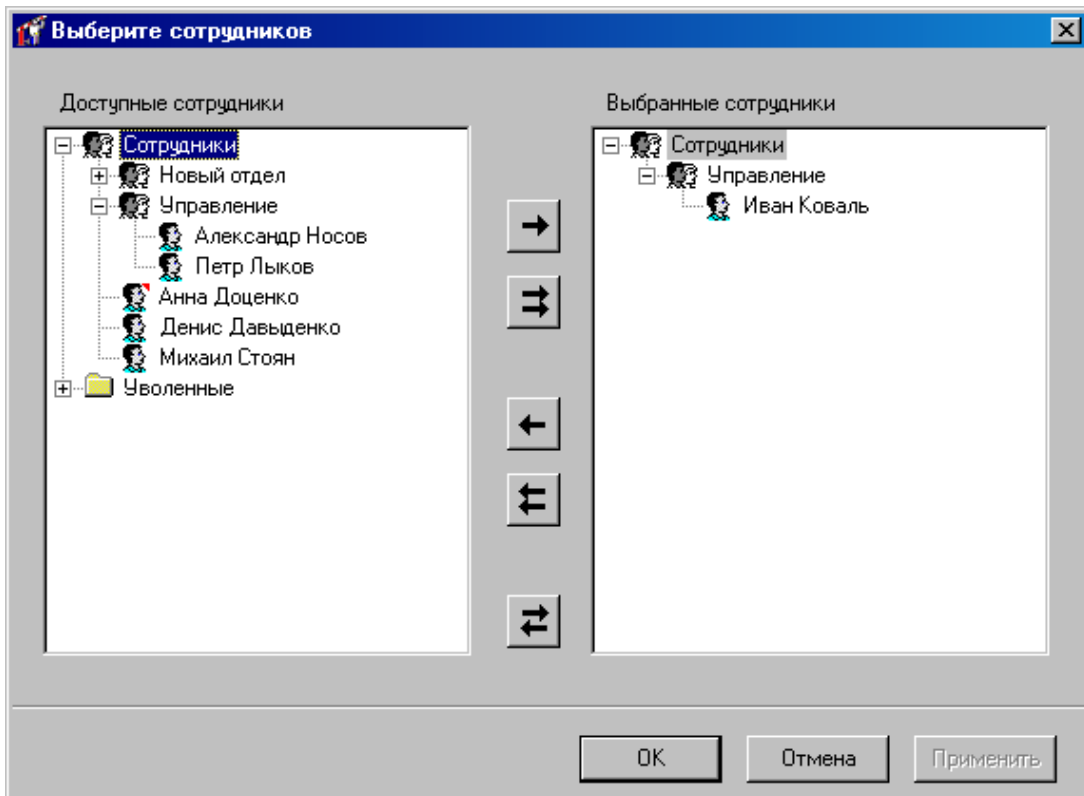 Выберите сотрудников
Доступные сотрудники
Сотрудники
Новый отдел
Управление
Александр Носов
Петр Лыков
Анна Доценко
Денис Давыденко
Михаил Стоян
Уволенные
Выбранные сотрудники
Сотрудники
Управление
Иван Коваль
OK
Отмена
Применить